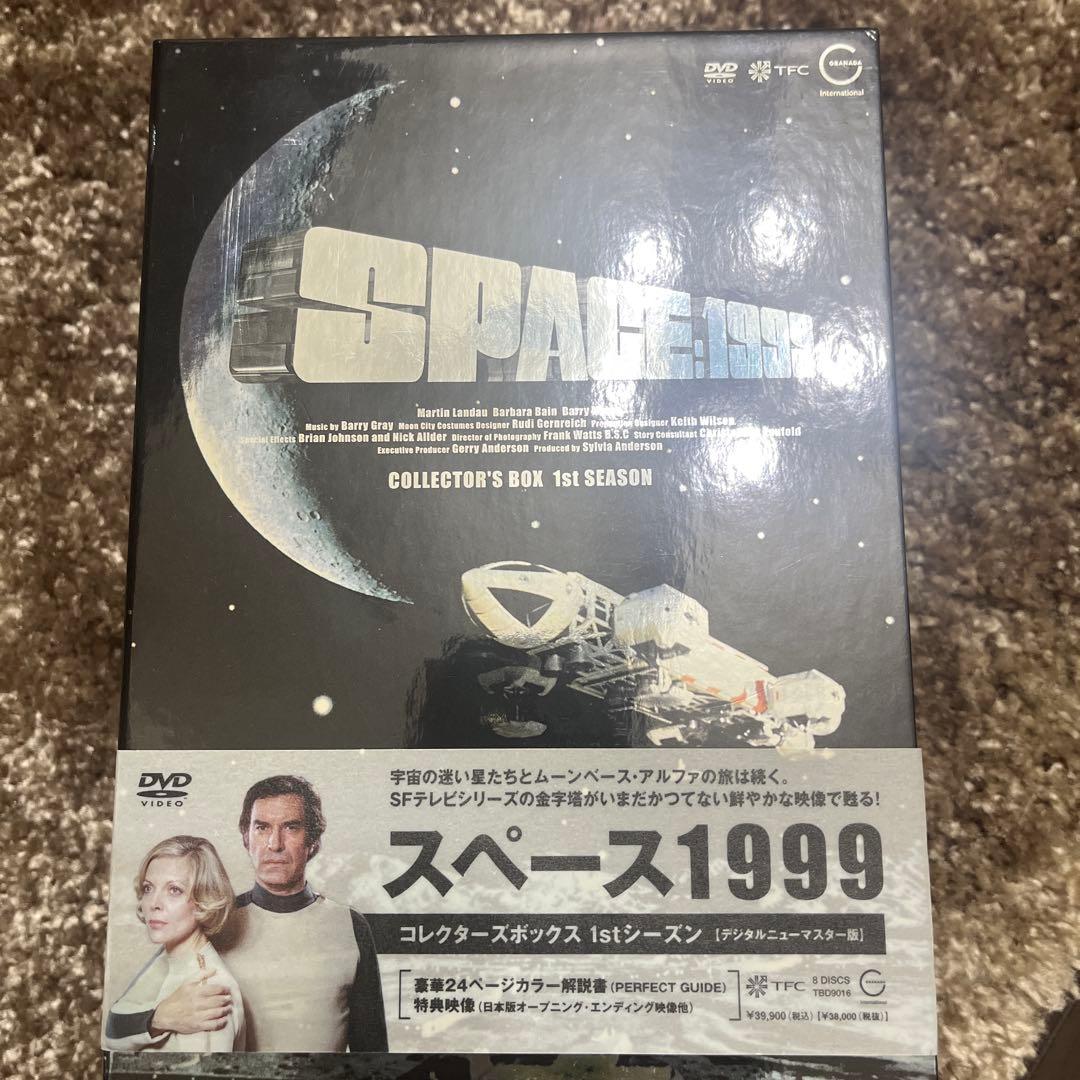 DVD VIDEO TFC GRANADA International
SPACE:1999
Martin Landau Barbara Bain Barry
Music by Barry Gray Moon City Costumes Designer Rudi Gernreich Designer Keith Wilson
Special Effects Brian Johnson and Nick Allder Director of Photography Frank Watts B.S.C Story Consultant
Executive Producer Gerry Anderson Produced by Sylvia Anderson
COLLECTOR'S BOX 1st SEASON
DVD VIDEO
宇宙の迷い星たちとムーンベース・アルファの旅は続く。
SFテレビシリーズの金字塔がいまだかつてない鮮やかな映像で甦る!
スペース1999
コレクターズボックス 1stシーズン【デジタルニューマスター版】
豪華24ページカラー解説書(PERFECT GUIDE)
特典映像(日本版オープニング・エンディング映像他)
TFC 8 DISCS TBD9016 GRANADA International
¥39,900(税込)【¥38,000(税抜)】